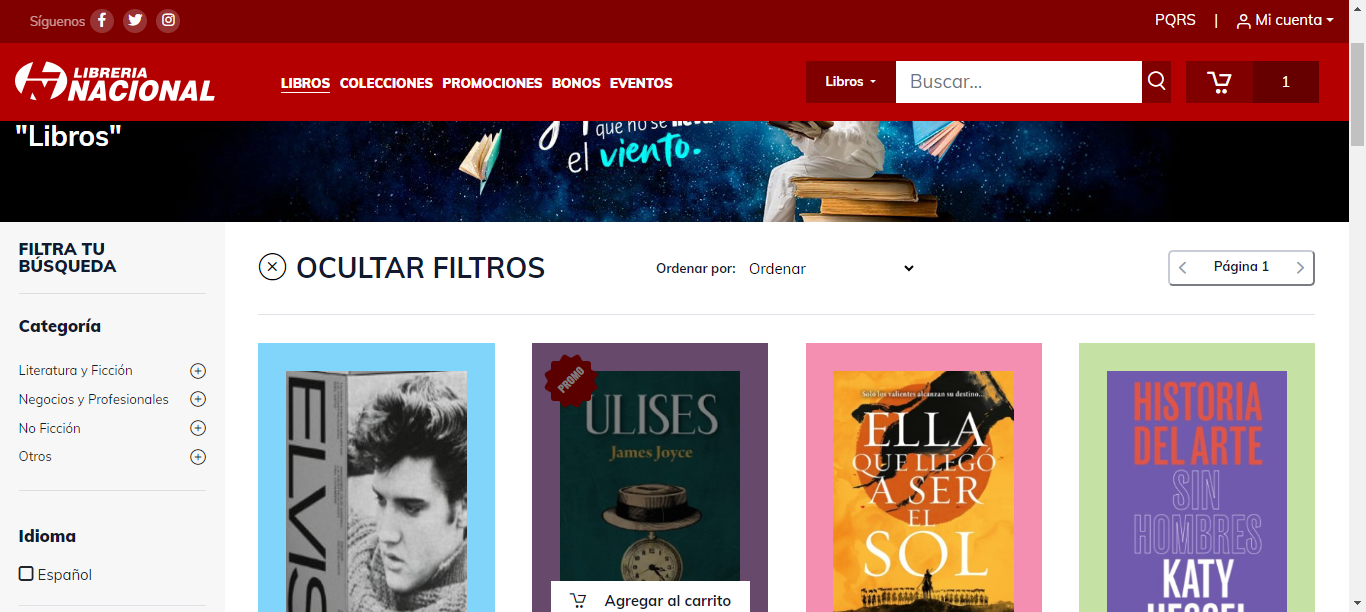 Síguenos
PQRS | Mi cuenta
LIBRERIA
NACIONAL
LIBROS COLECCIONES PROMOCIONES BONOS EVENTOS
Libros
Buscar...
1
"Libros"
que no se lleva
el viento.
FILTRA TU
BÚSQUEDA
OCULTAR FILTROS
Ordenar por: Ordenar
Página 1
Categoría
Literatura y Ficción
Negocios y Profesionales
No Ficción
Otros
Idioma
Español
ELVIS
PROMO
ULISES
James Joyce
Agregar al carrito
Solo los valientes alcanzan su destino...
ELLA
QUE LLEGÓ
A SER
EL
SOL
HISTORIA
DEL ARTE
SIN
HOMBRES
KATY
HESSEL